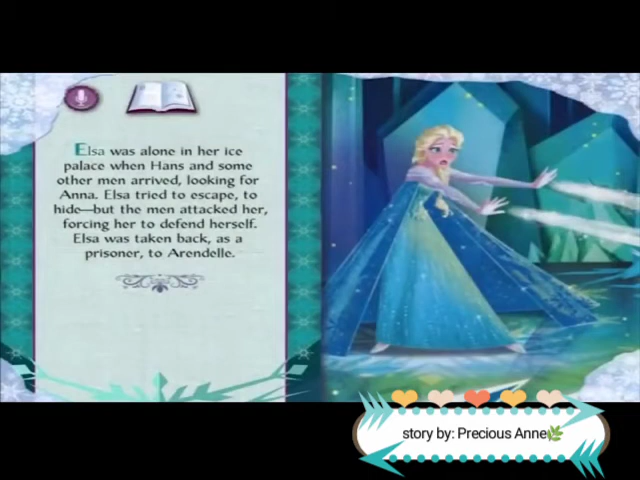 Elsa was alone in her ice
palace when Hans and some
other men arrived, looking for
Anna. Elsa tried to escape, to
hide—but the men attacked her,
forcing her to defend herself.
Elsa was taken back, as a
prisoner, to Arendelle.
story by: Precious Anne🌿